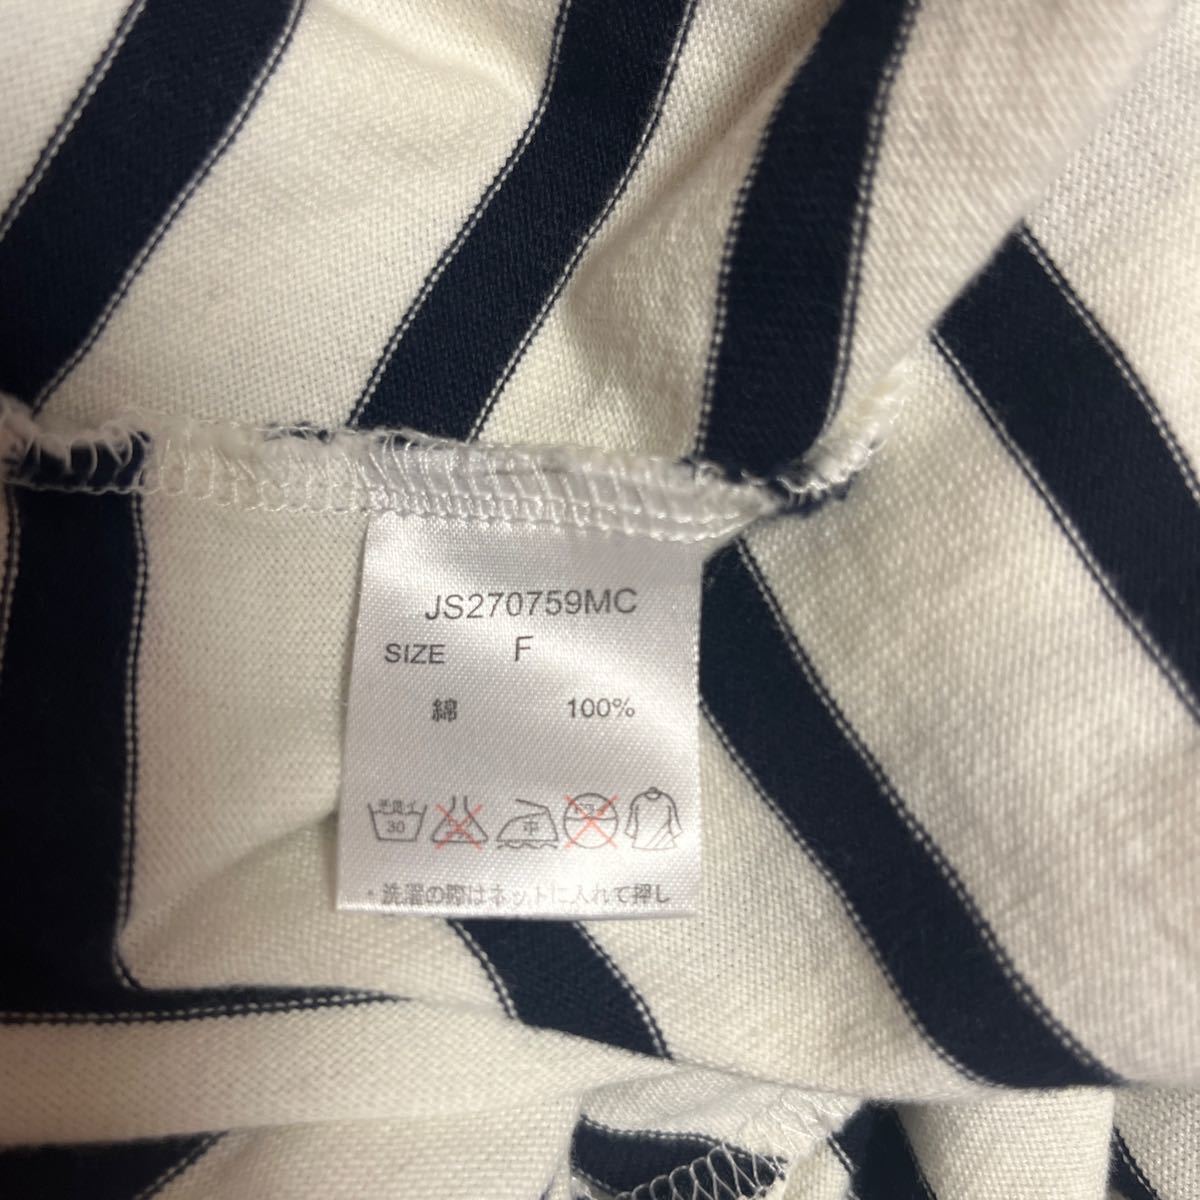 JS270759MC
SIZE F
綿 100%
30 中
・洗濯の際はネットに入れて押し